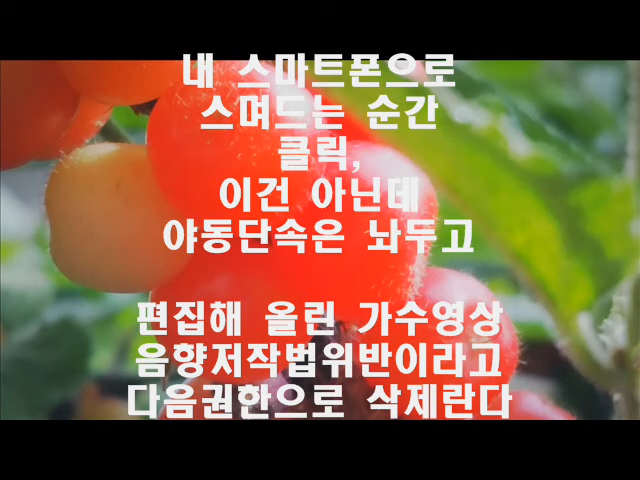 내 스마트폰으로
스며드는 순간
클릭,
이건 아닌데
야동단속은 놔두고
편집해 올린 가수영상
음향저작법위반이라고
다음권한으로 삭제란다